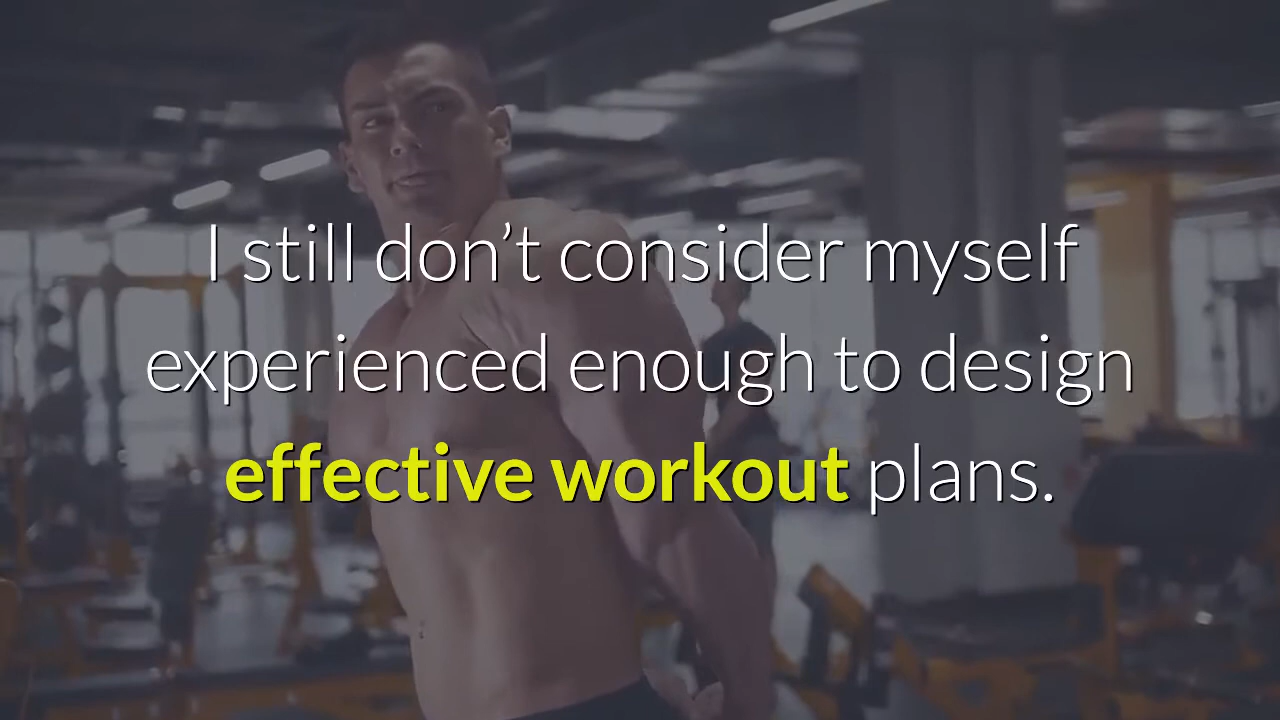 I still don’t consider myself
experienced enough to design
effective workout plans.